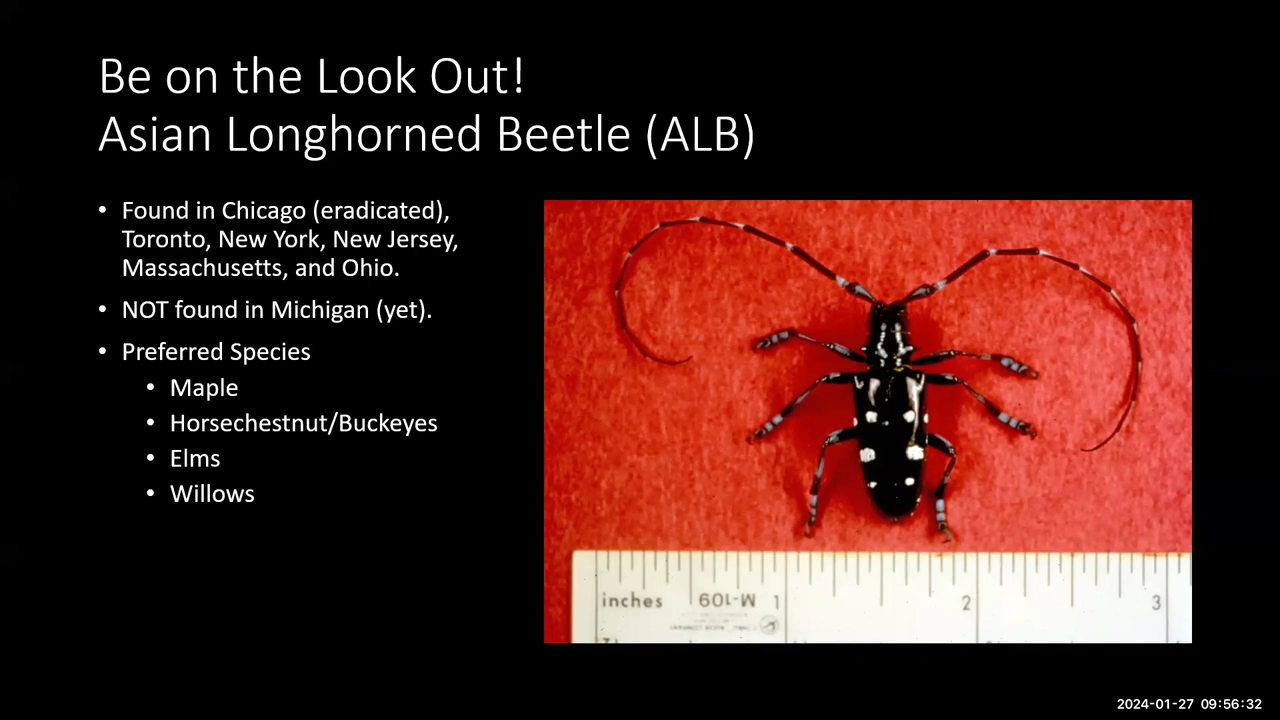 Be on the Look Out!
Asian Longhorned Beetle (ALB)
• Found in Chicago (eradicated),
Toronto, New York, New Jersey,
Massachusetts, and Ohio.
• NOT found in Michigan (yet).
• Preferred Species
• Maple
• Horsechestnut/Buckeyes
• Elms
• Willows
inches M-109 1 2 3
2024-01-27 09:56:32